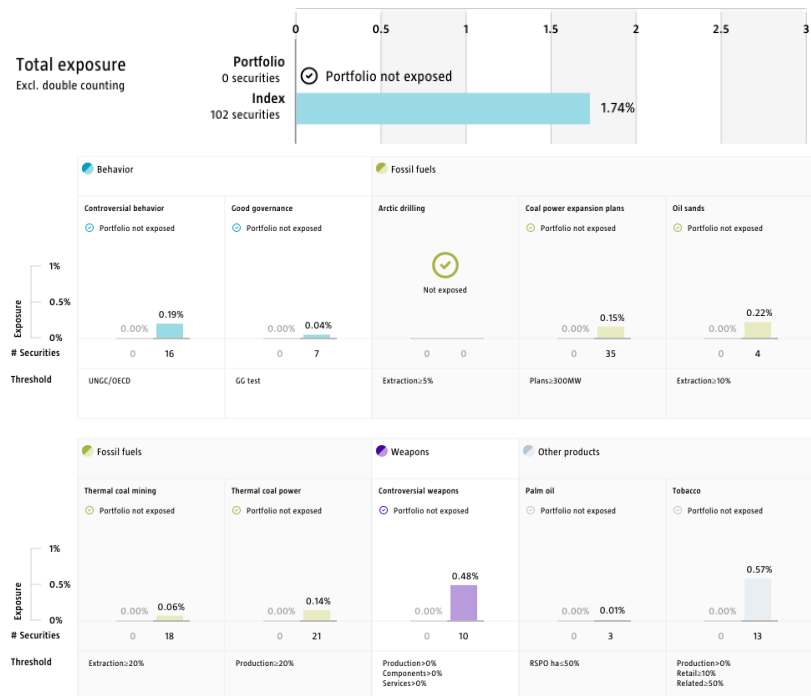 0 0.5 1 1.5 2 2.5 3
Total exposure
Excl. double counting
Portfolio
0 securities
Portfolio not exposed
Index
102 securities
1.74%
Behavior
Fossil fuels
Controversial behavior
Good governance
Arctic drilling
Coal power expansion plans
Oil sands
Portfolio not exposed
Portfolio not exposed
Portfolio not exposed
Portfolio not exposed
Not exposed
Exposure
1%
0.5%
0%
0.00% 0.19%
0.00% 0.04%
0.00% 0.15%
0.00% 0.22%
# Securities
0 16
0 7
0 0
0 35
0 4
Threshold
UNGC/OECD
GG test
Extraction≥5%
Plans≥300MW
Extraction≥10%
Fossil fuels
Weapons
Other products
Thermal coal mining
Thermal coal power
Controversial weapons
Palm oil
Tobacco
Portfolio not exposed
Portfolio not exposed
Portfolio not exposed
Portfolio not exposed
Portfolio not exposed
Exposure
1%
0.5%
0%
0.00% 0.06%
0.00% 0.14%
0.00% 0.48%
0.00% 0.01%
0.00% 0.57%
# Securities
0 18
0 21
0 10
0 3
0 13
Threshold
Extraction≥20%
Production≥20%
Production>0%
Components>0%
Services>0%
RSPO ha≤50%
Production>0%
Retail≥10%
Related≥50%